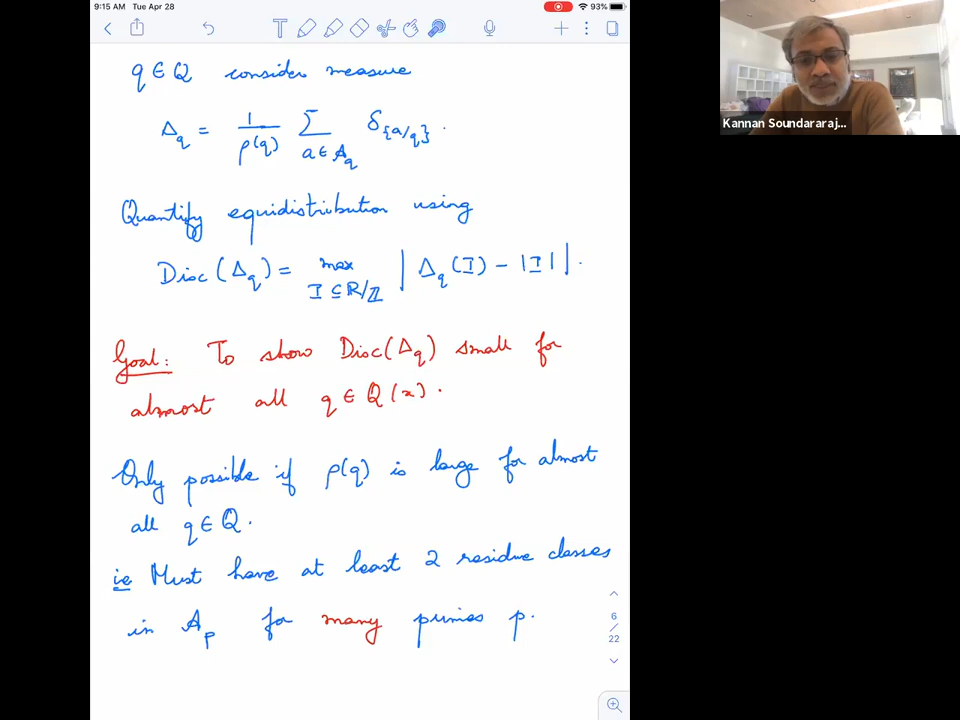 9:15 AM Tue Apr 28
93%
q ∈ Q consider measure
Δ_q = 1/ρ(q) ∑_{a ∈ A_q} δ_{{a/q}} .
Quantify equidistribution using
Disc(Δ_q) = max_{I ⊆ R/Z} | Δ_q(I) − |I| | .
Goal: To show Disc(Δ_q) small for
almost all q ∈ Q(x).
Only possible if ρ(q) is large for almost
all q ∈ Q.
ie Must have at least 2 residue classes
in A_p for many primes p.
6
/
22
Kannan Soundararaj...